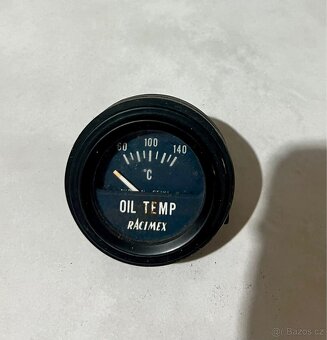 60 100 140
°C
OIL TEMP
RACIMEX
© Bazos.cz